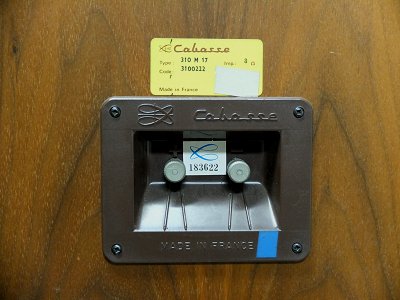 Cabasse
Type 310 M 17 Imp. 8 Ω
Code 3100222
Made in France
Cabasse
183622
MADE IN FRANCE